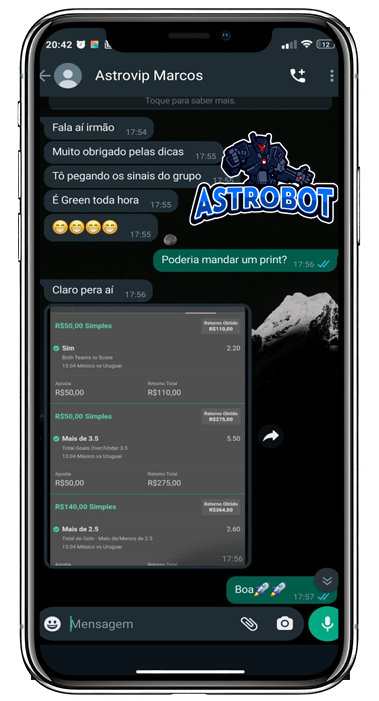 20:42
12
Astrovip Marcos
Toque para saber mais.
Fala aí irmão 17:54
Muito obrigado pelas dicas 17:55
Tô pegando os sinais do grupo 17:55
ASTROBOT
É Green toda hora 17:55
😁😁😁😁 17:55
Poderia mandar um print? 17:56
Claro pera aí 17:56
R$50,00 Simples
Retorno Obtido
R$110,00
Sim 2.20
Both Teams to Score
13.04 México vs Uruguai
Aposta Retorno Total
R$50,00 R$110,00
R$50,00 Simples
Retorno Obtido
R$275,00
Mais de 3.5 5.50
Total Goals Over/Under 3.5
13.04 México vs Uruguai
Aposta Retorno Total
R$50,00 R$275,00
R$140,00 Simples
Retorno Obtido
R$364,00
Mais de 2.5 2.60
Total de Gols - Mais de/Menos de 2.5
13.04 México vs Uruguai
17:56
Aposta Retorno Total
Boa🚀🚀 17:57
Mensagem